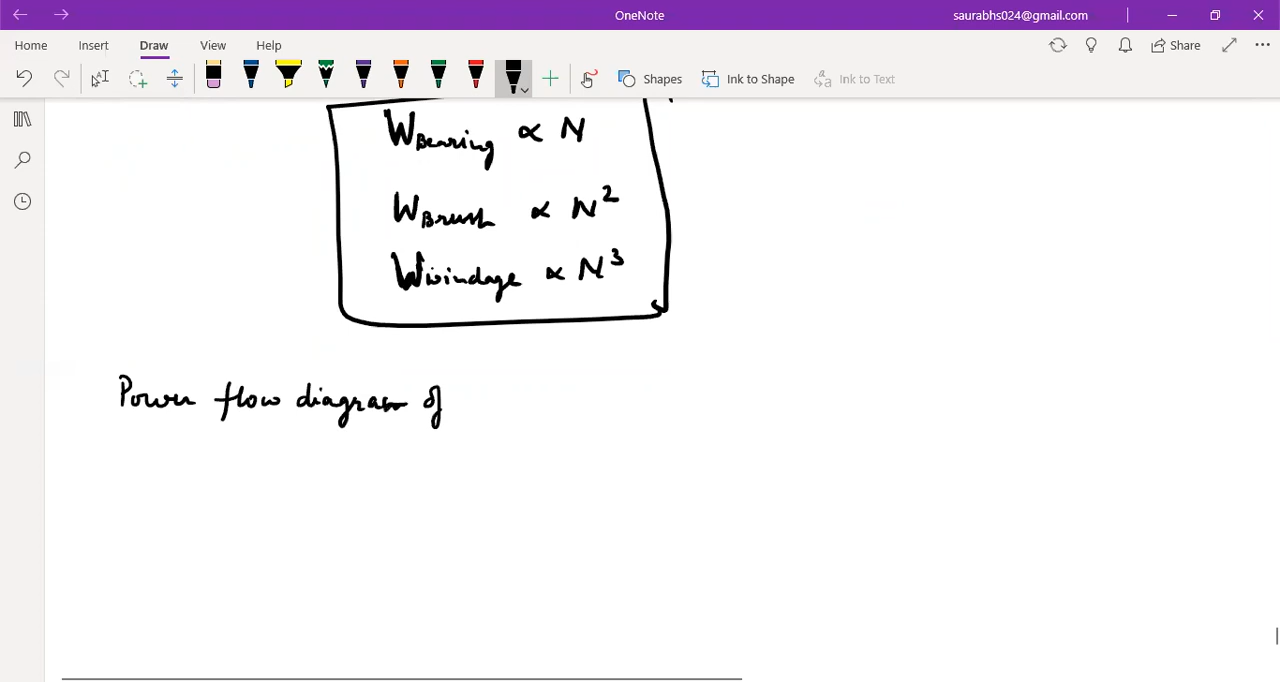 OneNote
saurabhs024@gmail.com
Home Insert Draw View Help
Share
Shapes Ink to Shape Ink to Text
WBearing ∝ N
WBrush ∝ N²
Wwindage ∝ N³
Power flow diagram of